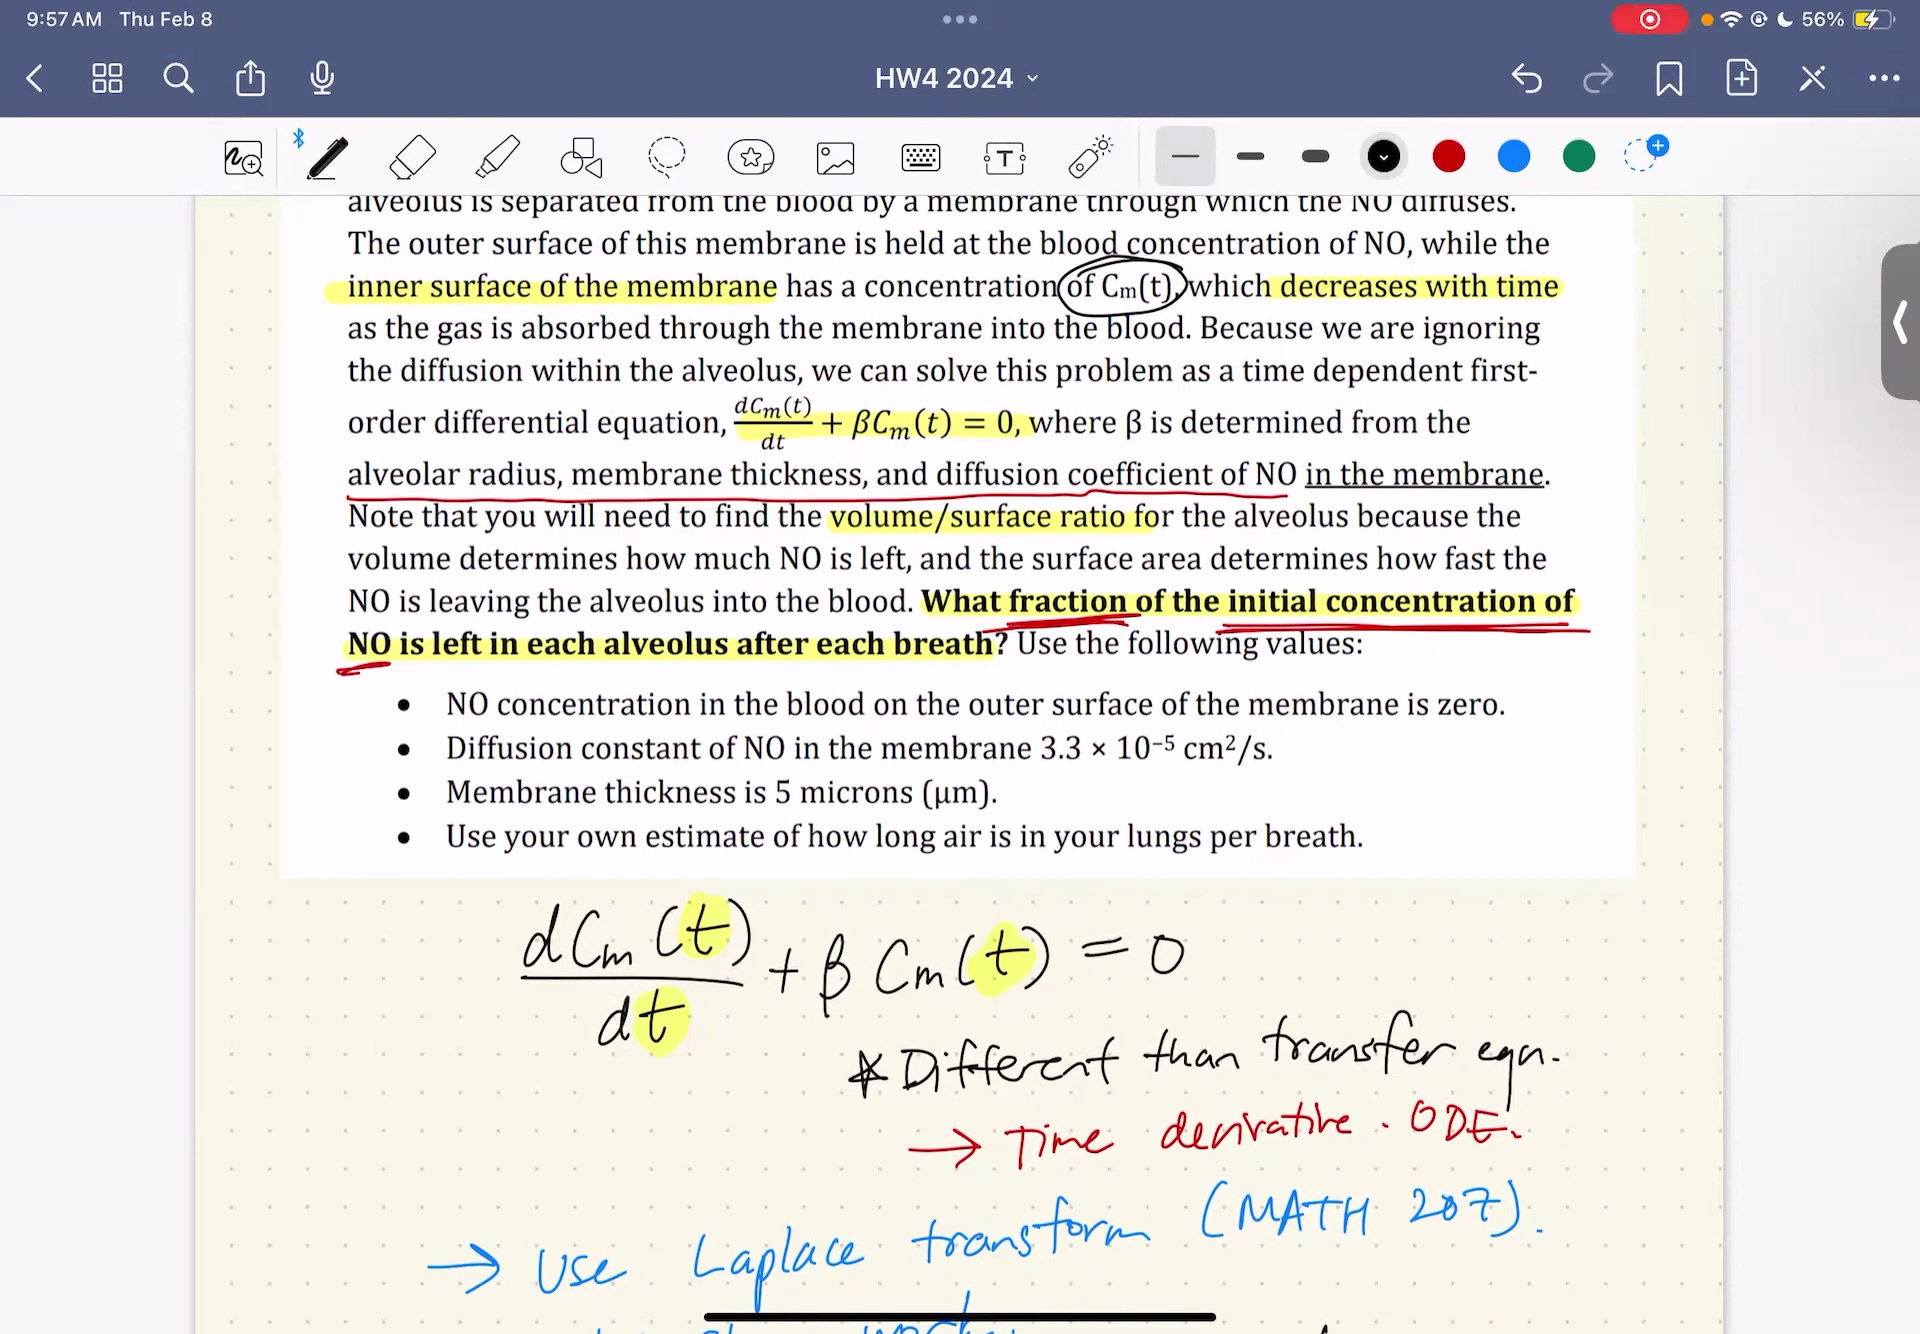 9:57 AM Thu Feb 8
56%
HW4 2024
T
alveolus is separated from the blood by a membrane through which the NO diffuses.
The outer surface of this membrane is held at the blood concentration of NO, while the
inner surface of the membrane has a concentration of Cm(t), which decreases with time
as the gas is absorbed through the membrane into the blood. Because we are ignoring
the diffusion within the alveolus, we can solve this problem as a time dependent first-
order differential equation, dCm(t)/dt + βCm(t) = 0, where β is determined from the
alveolar radius, membrane thickness, and diffusion coefficient of NO in the membrane.
Note that you will need to find the volume/surface ratio for the alveolus because the
volume determines how much NO is left, and the surface area determines how fast the
NO is leaving the alveolus into the blood. What fraction of the initial concentration of
NO is left in each alveolus after each breath? Use the following values:
• NO concentration in the blood on the outer surface of the membrane is zero.
• Diffusion constant of NO in the membrane 3.3 × 10⁻⁵ cm²/s.
• Membrane thickness is 5 microns (μm).
• Use your own estimate of how long air is in your lungs per breath.
dCm(t)/dt + β Cm(t) = 0
* Different than transfer eqn.
→ Time derivative. ODE.
→ Use Laplace transform (MATH 207).